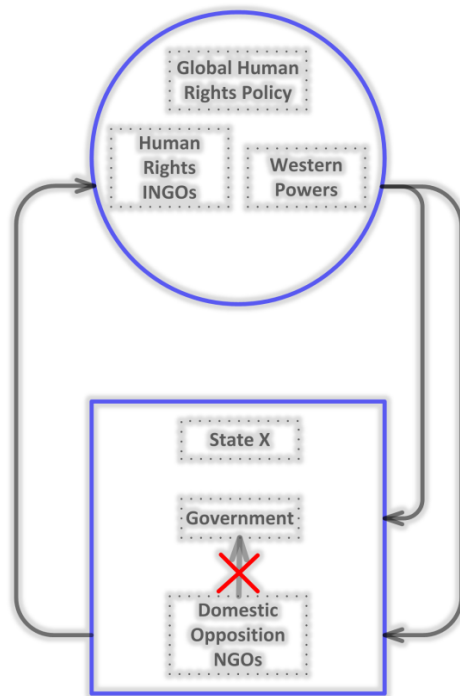 Global Human
Rights Policy
Human
Rights
INGOs
Western
Powers
State X
Government
Domestic
Opposition
NGOs